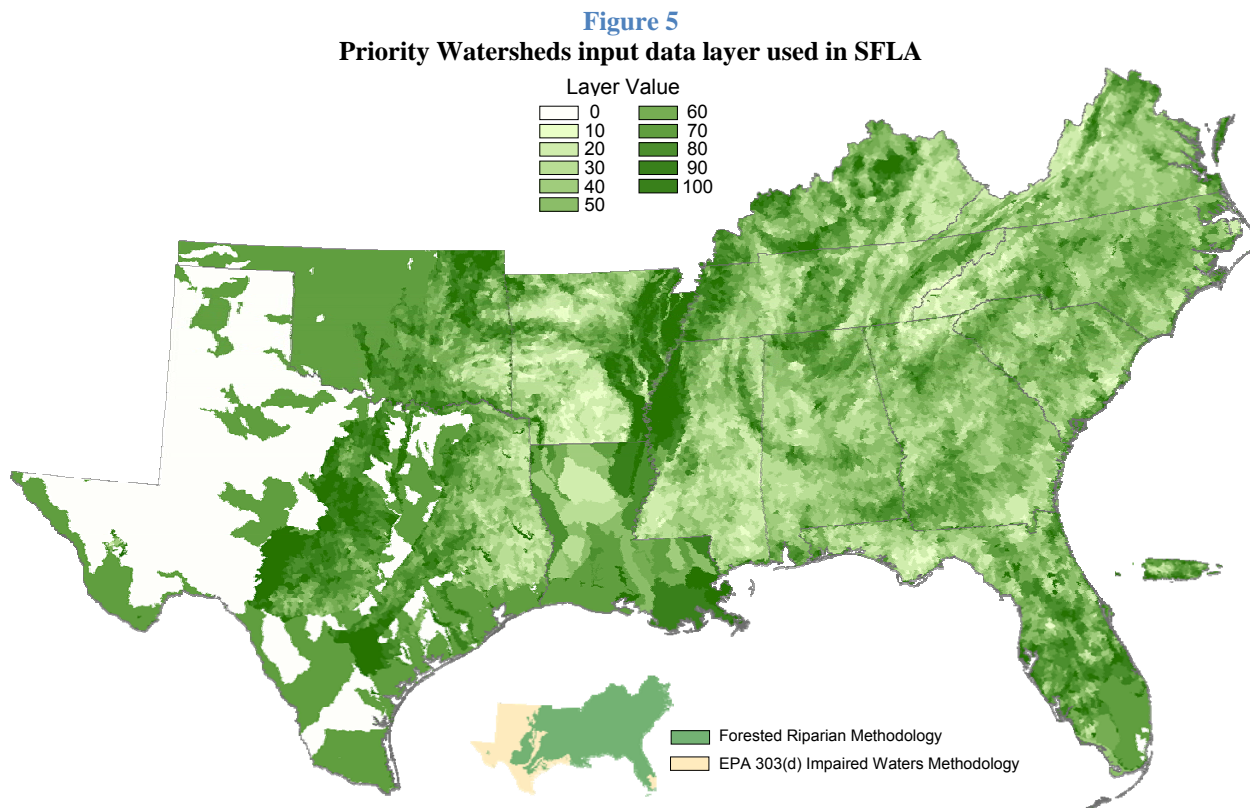 Figure 5
Priority Watersheds input data layer used in SFLA
Layer Value
0
10
20
30
40
50
60
70
80
90
100
Forested Riparian Methodology
EPA 303(d) Impaired Waters Methodology